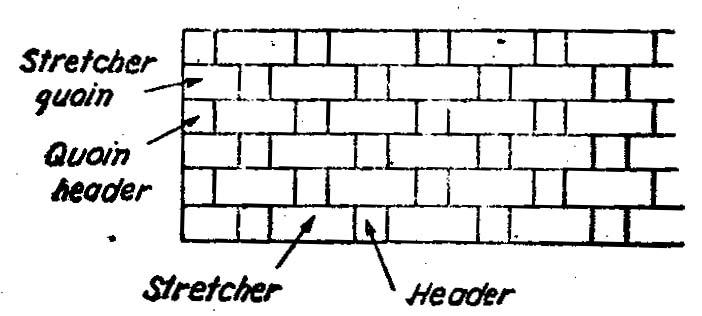 Stretcher
quoin
Quoin
header
Stretcher
Header